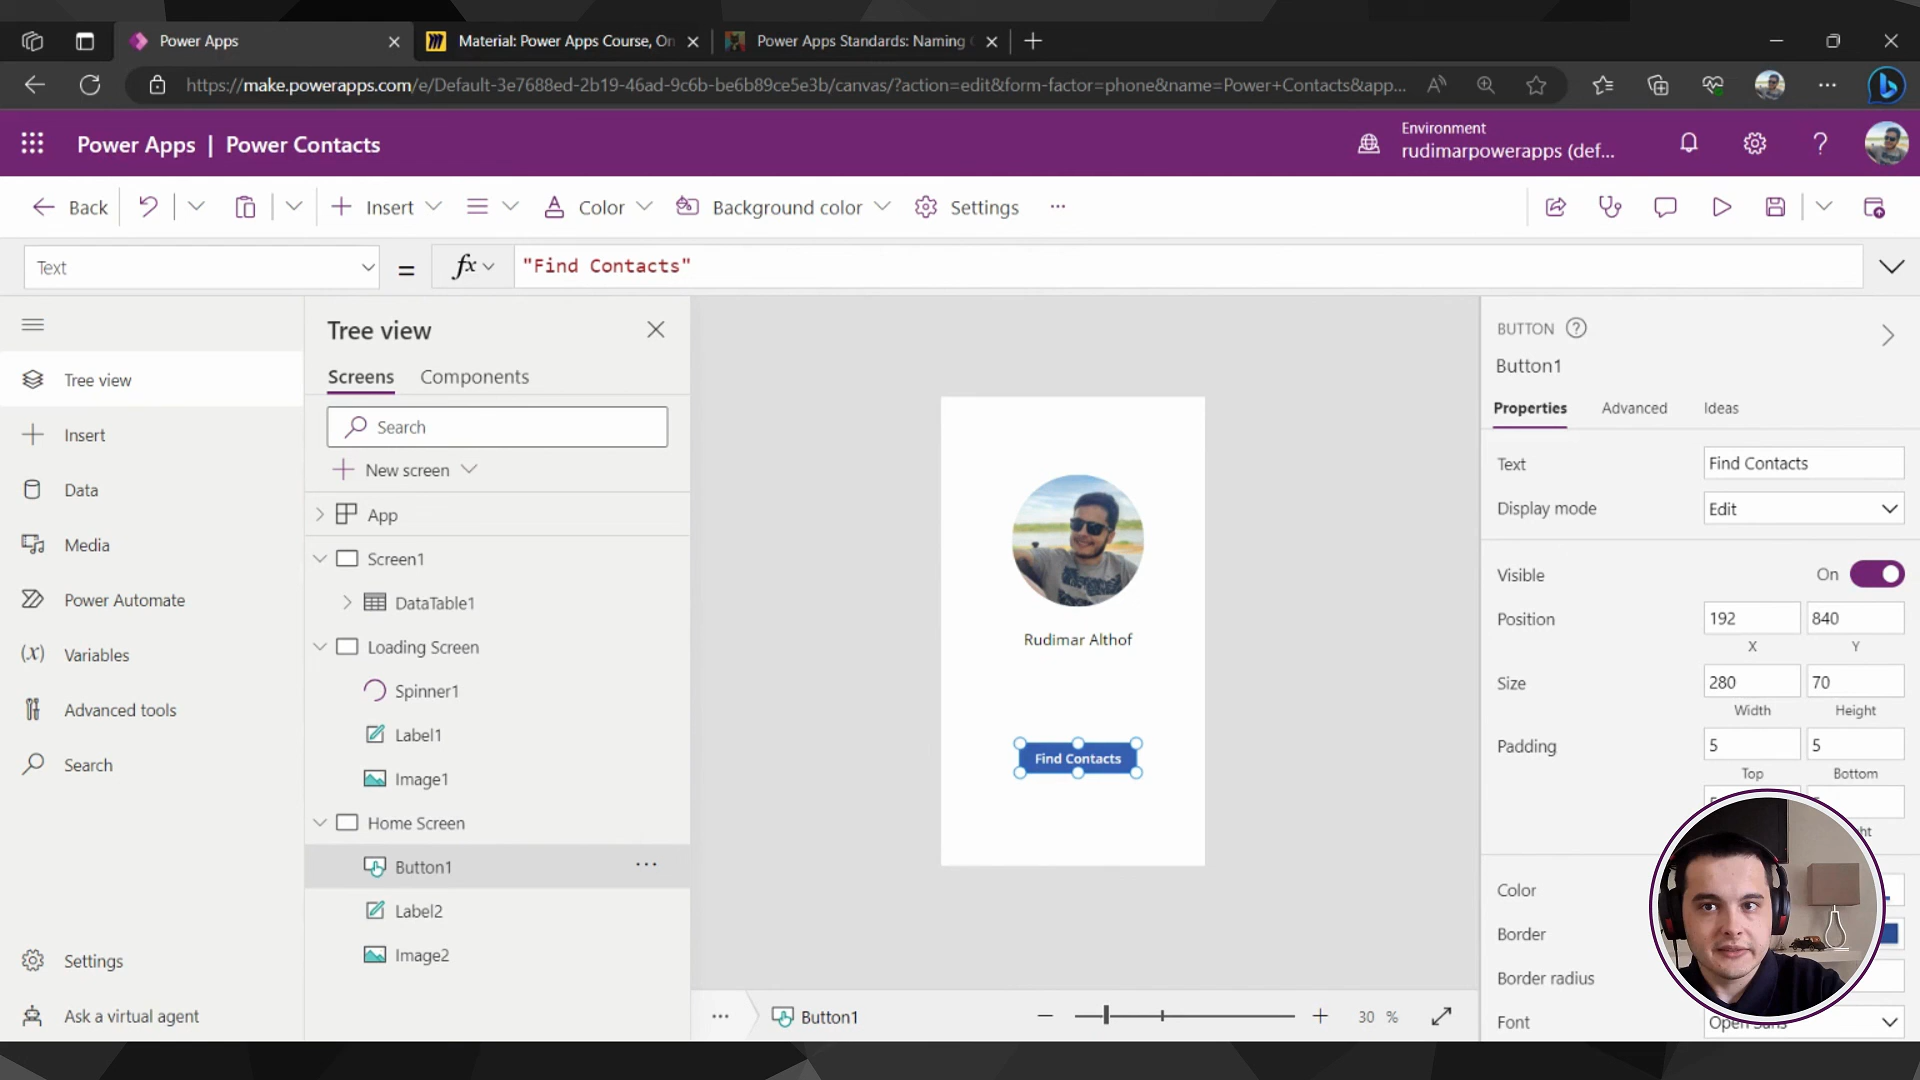 Power Apps
Material: Power Apps Course, On
Power Apps Standards: Naming
https://make.powerapps.com/e/Default-3e7688ed-2b19-46ad-9c6b-be6b89ce5e3b/canvas/?action=edit&form-factor=phone&name=Power+Contacts&app...
Power Apps | Power Contacts
Environment
rudimarpowerapps (def...
Back
Insert
Color
Background color
Settings
Text
=
fx
"Find Contacts"
Tree view
Insert
Data
Media
Power Automate
Variables
Advanced tools
Search
Settings
Ask a virtual agent
Tree view
Screens
Components
Search
New screen
App
Screen1
DataTable1
Loading Screen
Spinner1
Label1
Image1
Home Screen
Button1
Label2
Image2
Rudimar Althof
Find Contacts
Button1
30 %
BUTTON
Button1
Properties
Advanced
Ideas
Text
Find Contacts
Display mode
Edit
Visible
On
Position
192
840
X
Y
Size
280
70
Width
Height
Padding
5
5
Top
Bottom
Color
Border
Border radius
Font
Open Sans